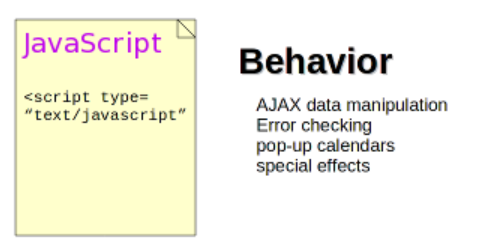 JavaScript
<script type=
“text/javascript”
Behavior
AJAX data manipulation
Error checking
pop-up calendars
special effects